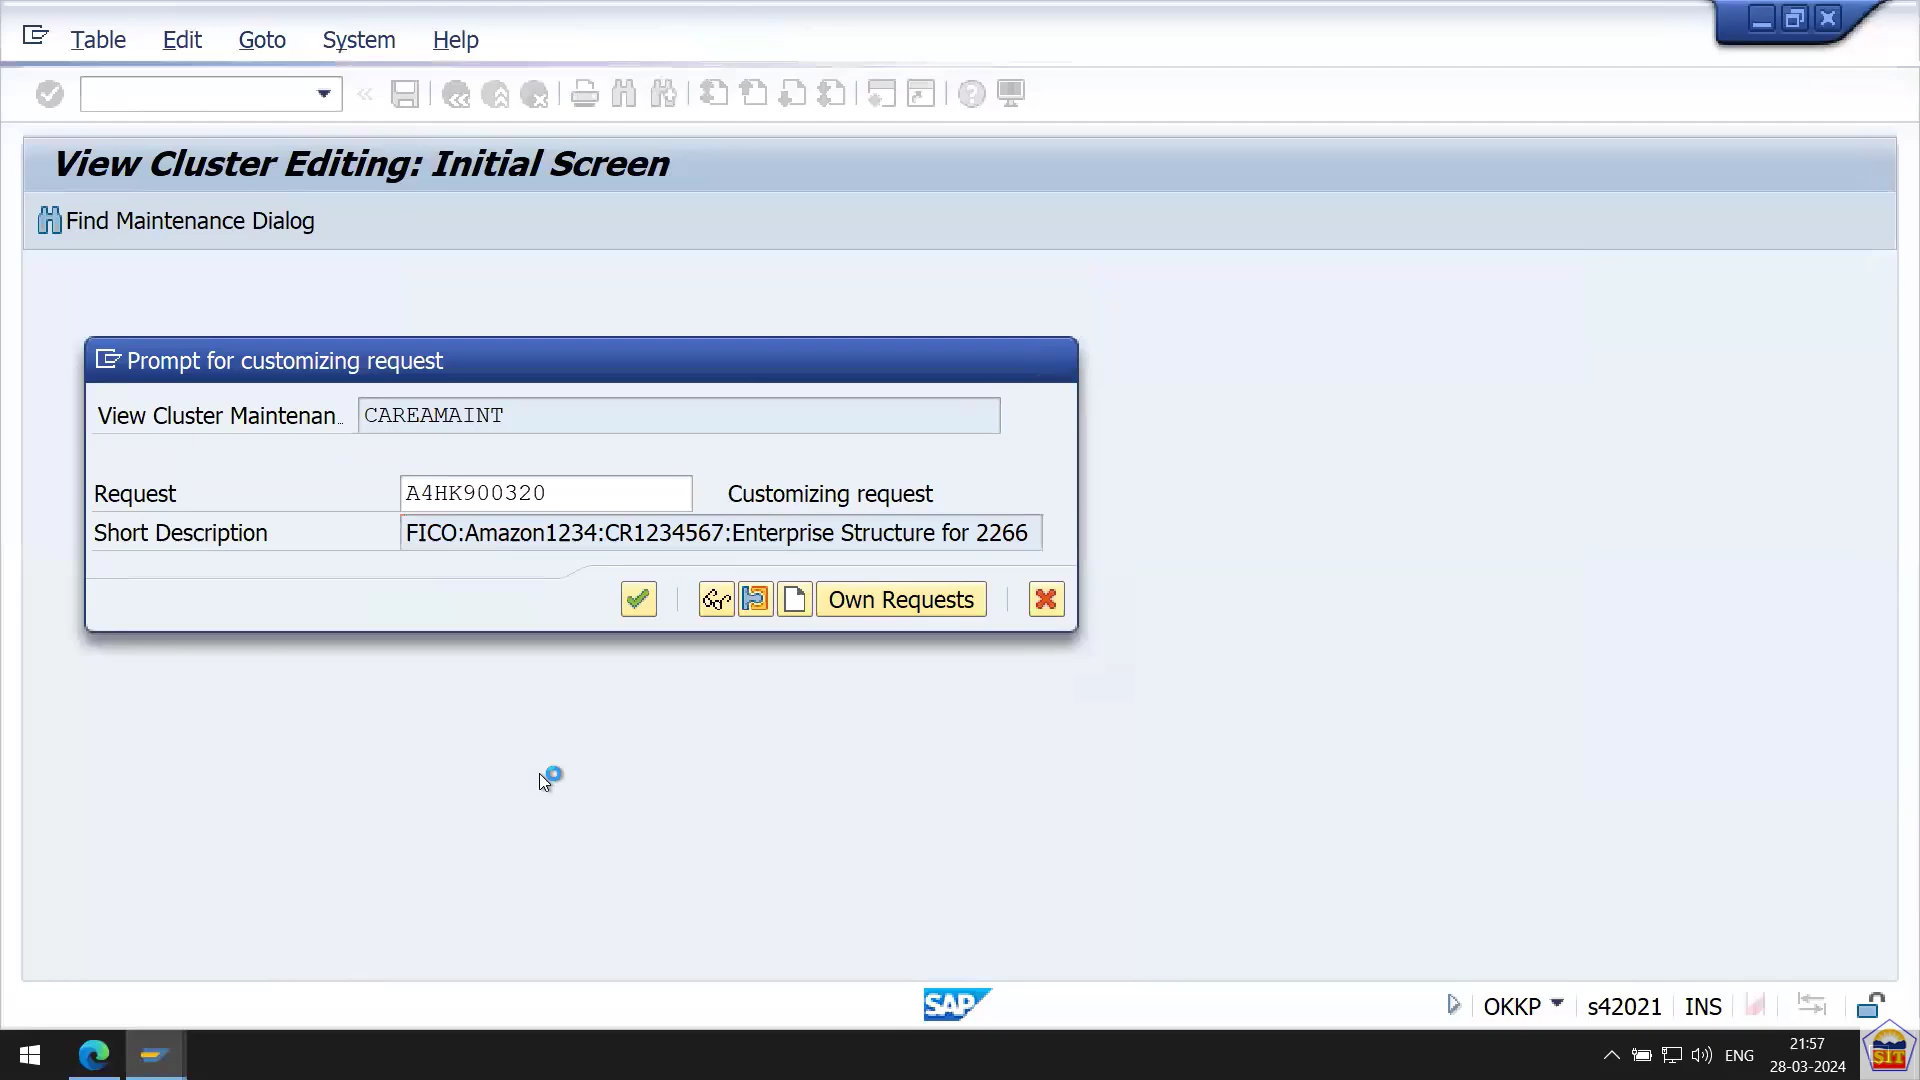 Table Edit Goto System Help
View Cluster Editing: Initial Screen
Find Maintenance Dialog
Prompt for customizing request
View Cluster Maintenan.. CAREAMAINT
Request A4HK900320 Customizing request
Short Description FICO:Amazon1234:CR1234567:Enterprise Structure for 2266
Own Requests
SAP OKKP s42021 INS
ENG 21:57
28-03-2024
SIT